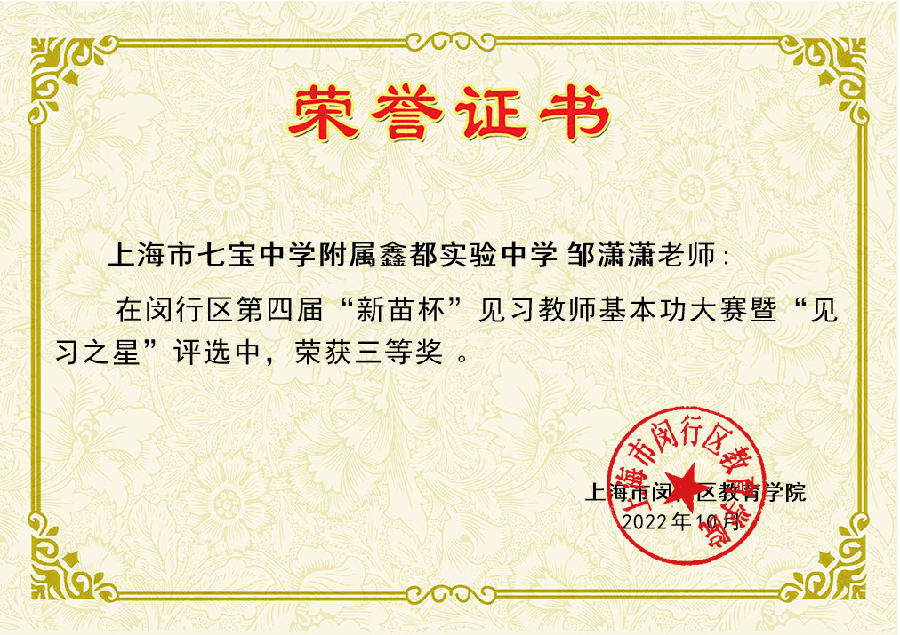 荣誉证书
上海市七宝中学附属鑫都实验中学 邹潇潇老师：
在闵行区第四届“新苗杯”见习教师基本功大赛暨“见
习之星”评选中，荣获三等奖 。
上海市闵行区教育学院
上海市闵行区教育学院
2022年10月